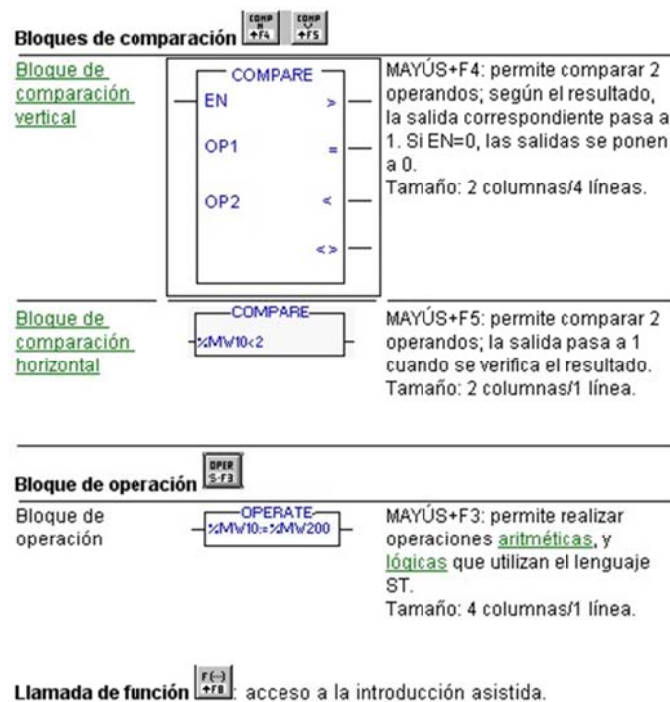 Bloques de comparación COMP H ↑F4 COMP V ↑F5
Bloque de
comparación
vertical
COMPARE
EN >
OP1 =
OP2 <
<>
MAYÚS+F4: permite comparar 2
operandos; según el resultado,
la salida correspondiente pasa a
1. Si EN=0, las salidas se ponen
a 0.
Tamaño: 2 columnas/4 líneas.
Bloque de
comparación
horizontal
COMPARE
%MW10<2
MAYÚS+F5: permite comparar 2
operandos; la salida pasa a 1
cuando se verifica el resultado.
Tamaño: 2 columnas/1 línea.
Bloque de operación OPER S-F3
Bloque de
operación
OPERATE
%MW10:=%MW200
MAYÚS+F3: permite realizar
operaciones aritméticas, y
lógicas que utilizan el lenguaje
ST.
Tamaño: 4 columnas/1 línea.
Llamada de función F(...) ↑F8 : acceso a la introducción asistida.